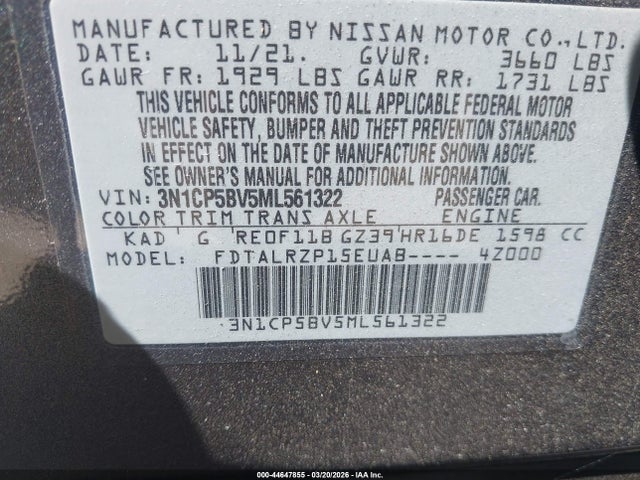 MANUFACTURED BY NISSAN MOTOR CO.,LTD.
DATE: 11/21. GVWR: 3660 LBS
GAWR FR: 1929 LBS GAWR RR: 1731 LBS
THIS VEHICLE CONFORMS TO ALL APPLICABLE FEDERAL MOTOR
VEHICLE SAFETY, BUMPER AND THEFT PREVENTION STANDARDS
IN EFFECT ON THE DATE OF MANUFACTURE SHOWN ABOVE.
SEE OWNER'S MANUAL FOR ADDITIONAL INFORMATION.
VIN: 3N1CP5BV5ML561322 PASSENGER CAR.
COLOR TRIM TRANS AXLE ENGINE
KAD G RE0F11B GZ39 HR16DE 1598 CC
MODEL: FDTALRZP15EUAB---- 4Z000
3N1CP5BV5ML561322
000-44647855 | 03/20/2026 | IAA Inc.